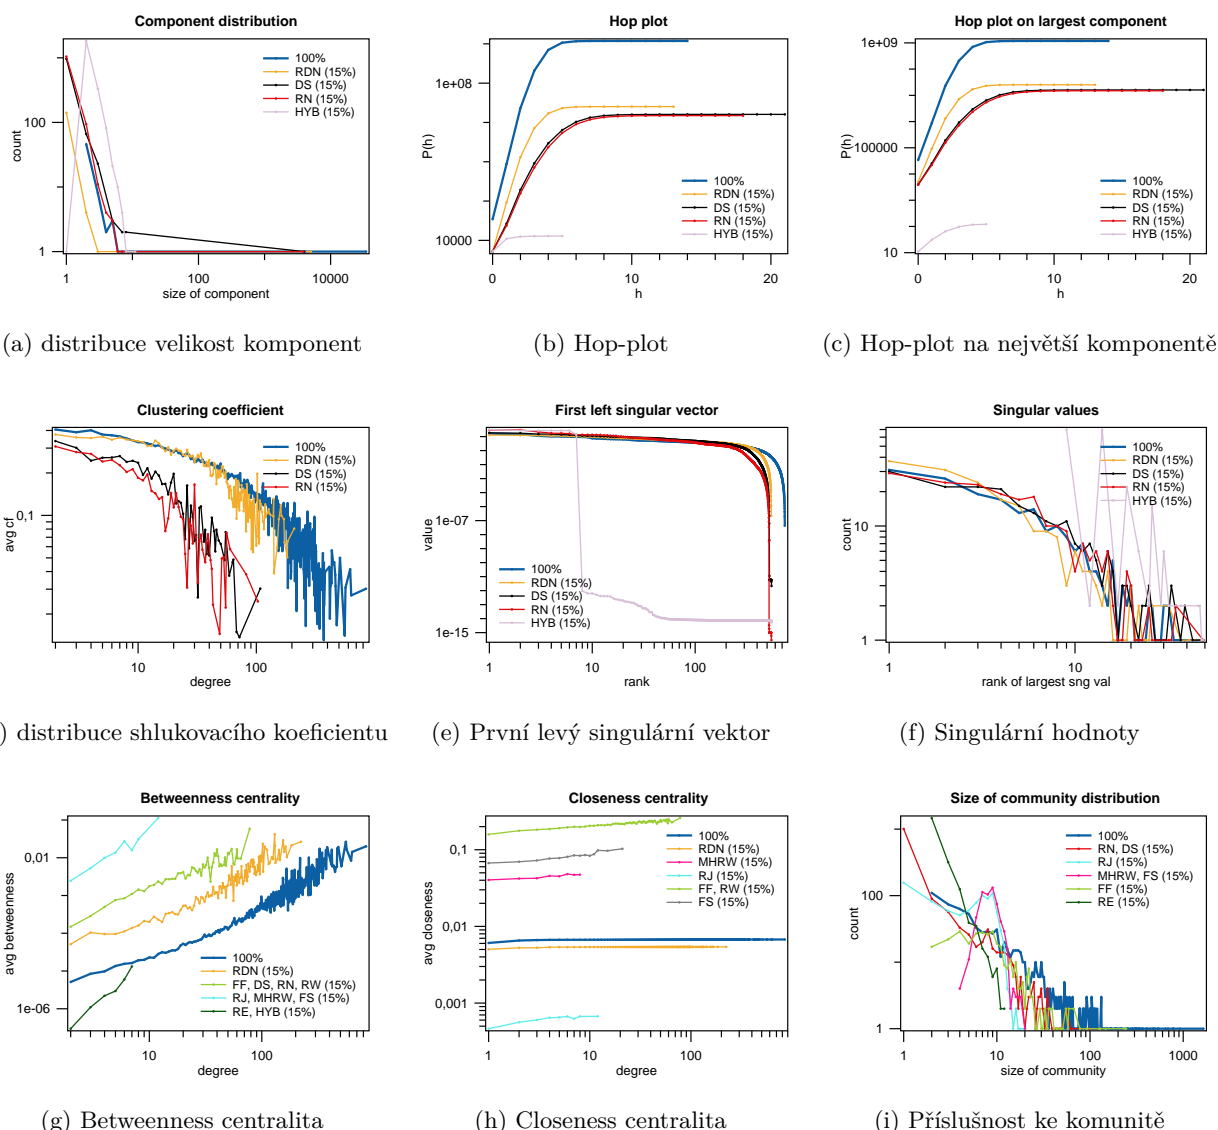 Component distribution
count
100
1
1
100
10000
size of component
100%
RDN (15%)
DS (15%)
RN (15%)
HYB (15%)
(a) distribuce velikost komponent
Hop plot
P(h)
1e+08
10000
0
10
20
h
100%
RDN (15%)
DS (15%)
RN (15%)
HYB (15%)
(b) Hop-plot
Hop plot on largest component
P(h)
1e+09
100000
10
0
10
20
h
100%
RDN (15%)
DS (15%)
RN (15%)
HYB (15%)
(c) Hop-plot na největší komponentě
Clustering coefficient
avg cf
0,1
10
100
degree
100%
RDN (15%)
DS (15%)
RN (15%)
) distribuce shlukovacího koeficientu
First left singular vector
value
1e-07
1e-15
1
10
100
rank
100%
RDN (15%)
DS (15%)
RN (15%)
HYB (15%)
(e) První levý singulární vektor
Singular values
count
10
1
1
10
rank of largest sng val
100%
RDN (15%)
DS (15%)
RN (15%)
HYB (15%)
(f) Singulární hodnoty
Betweenness centrality
avg betweenness
0,01
1e-06
10
100
degree
100%
RDN (15%)
FF, DS, RN, RW (15%)
RJ, MHRW, FS (15%)
RE, HYB (15%)
(g) Betweenness centralita
Closeness centrality
avg closeness
0,1
0,01
0,001
1
10
100
degree
100%
RDN (15%)
MHRW (15%)
RJ (15%)
FF, RW (15%)
FS (15%)
(h) Closeness centralita
Size of community distribution
count
100
1
1
10
100
1000
size of community
100%
RN, DS (15%)
RJ (15%)
MHRW, FS (15%)
FF (15%)
RE (15%)
(i) Příslušnost ke komunitě